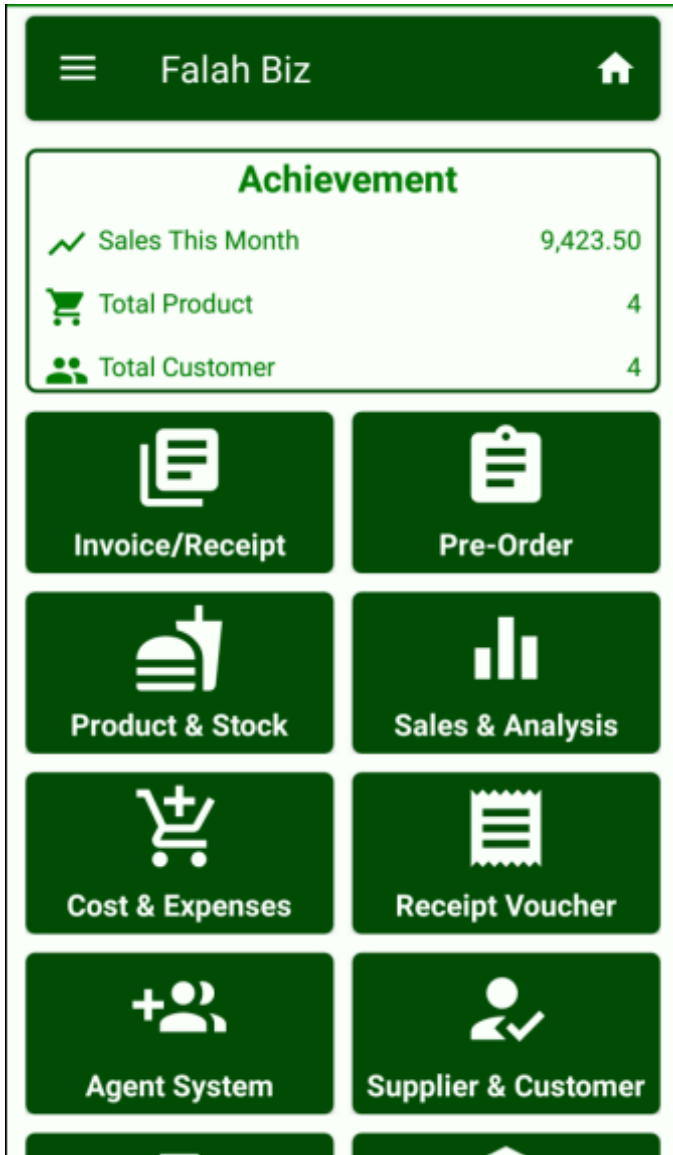 Falah Biz
Achievement
Sales This Month 9,423.50
Total Product 4
Total Customer 4
Invoice/Receipt Pre-Order
Product & Stock Sales & Analysis
Cost & Expenses Receipt Voucher
Agent System Supplier & Customer